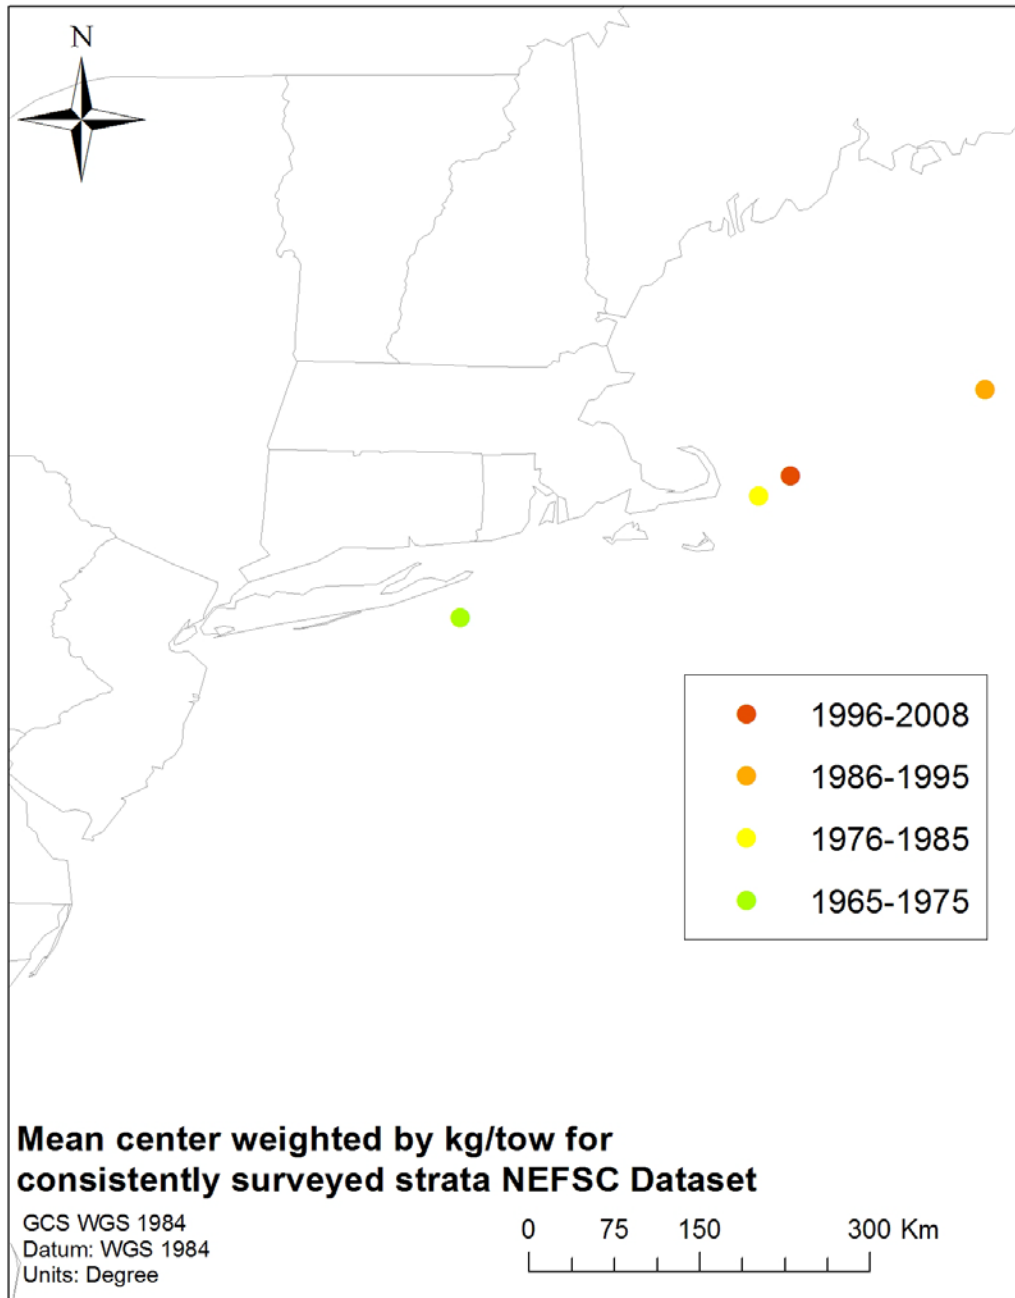 N
1996-2008
1986-1995
1976-1985
1965-1975
Mean center weighted by kg/tow for
consistently surveyed strata NEFSC Dataset
GCS WGS 1984
Datum: WGS 1984
Units: Degree
0 75 150 300 Km